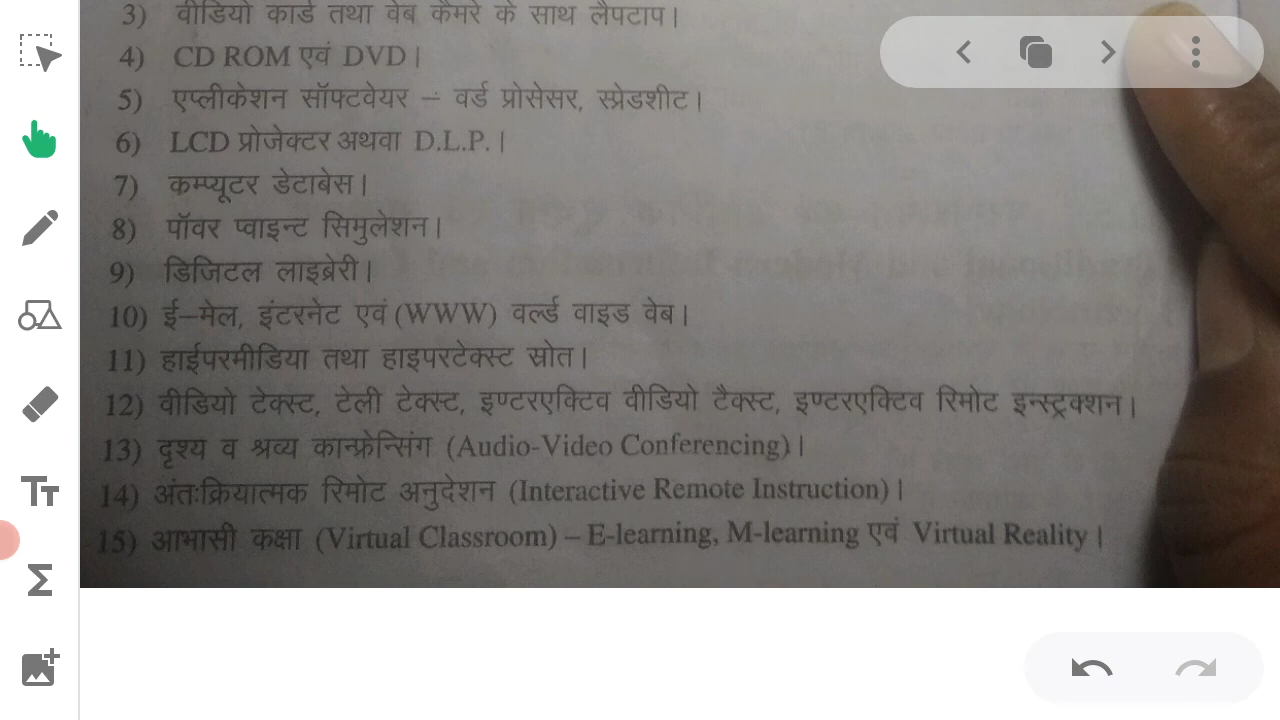 3) वीडियो कार्ड तथा वेब कैमरे के साथ लैपटाप।
4) CD ROM एवं DVD।
5) एप्लीकेशन सॉफ्टवेयर – वर्ड प्रोसेसर, स्प्रेडशीट।
6) LCD प्रोजेक्टर अथवा D.L.P.।
7) कम्प्यूटर डेटाबेस।
8) पॉवर प्वाइन्ट सिमुलेशन।
9) डिजिटल लाइब्रेरी।
10) ई–मेल, इंटरनेट एवं (WWW) वर्ल्ड वाइड वेब।
11) हाईपरमीडिया तथा हाइपरटेक्स्ट स्रोत।
12) वीडियो टेक्स्ट, टेली टेक्स्ट, इण्टरएक्टिव वीडियो टैक्स्ट, इण्टरएक्टिव रिमोट इन्स्ट्रक्शन।
13) दृश्य व श्रव्य कान्फ्रेन्सिंग (Audio-Video Conferencing)।
14) अंतःक्रियात्मक रिमोट अनुदेशन (Interactive Remote Instruction)।
15) आभासी कक्षा (Virtual Classroom) – E-learning, M-learning एवं Virtual Reality।